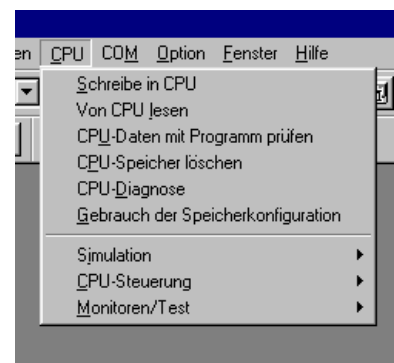 en CPU COM Option Fenster Hilfe
Schreibe in CPU
Von CPU lesen
CPU-Daten mit Programm prüfen
CPU-Speicher löschen
CPU-Diagnose
Gebrauch der Speicherkonfiguration
Simulation
CPU-Steuerung
Monitoren/Test